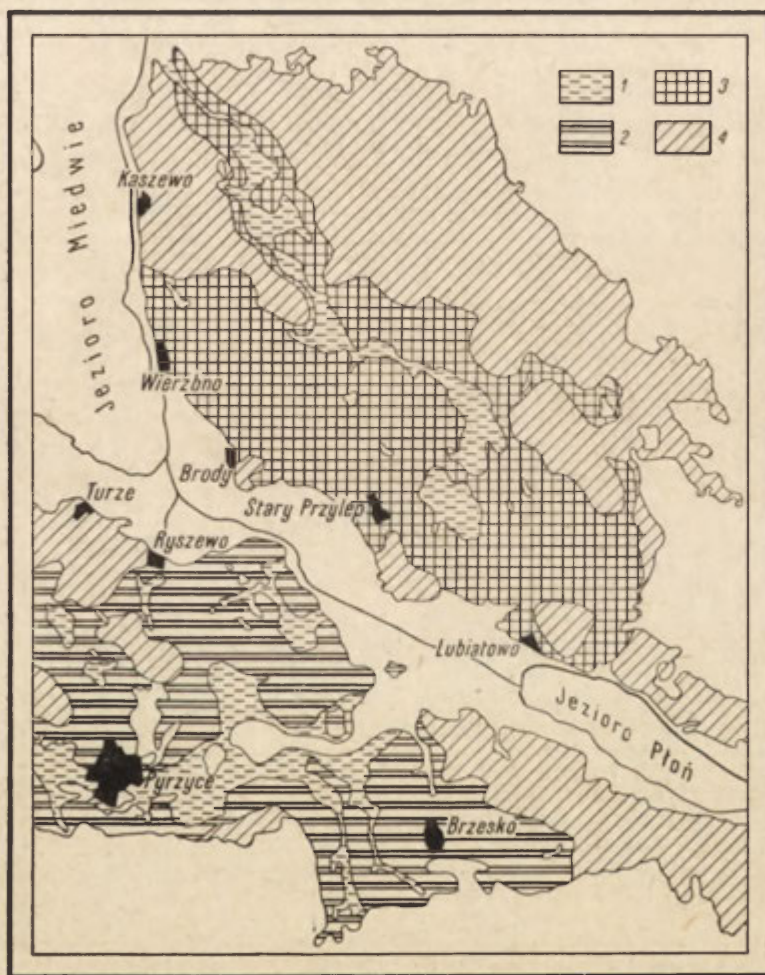 1
3
2
4
Jezioro Miedwie
Kaszewo
Wierzbno
Brody
Turze
Stary Przylep
Ryszewo
Lubiatowo
Jezioro Płoń
Pyrzyce
Brzesko